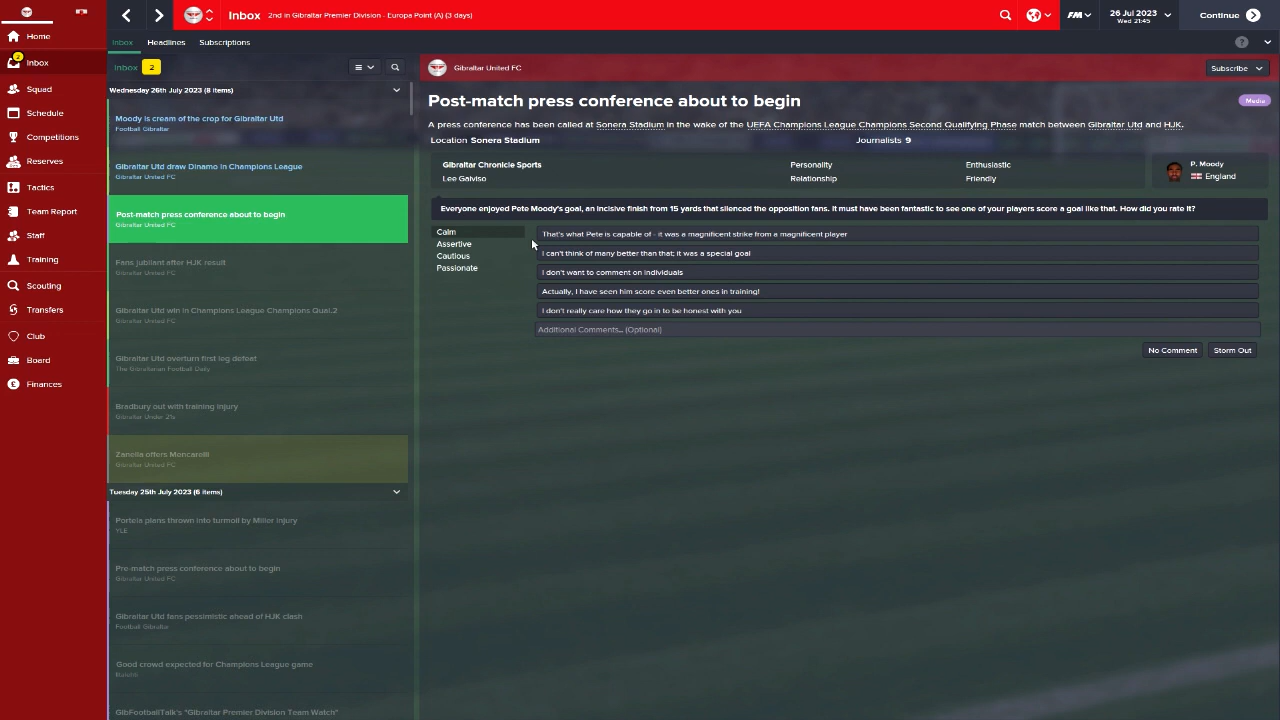 Inbox
2nd in Gibraltar Premier Division - Europa Point (A) (3 days)
FM
26 Jul 2023
Wed 21:45
Continue
Home
2
Inbox
Squad
Schedule
Competitions
Reserves
Tactics
Team Report
Staff
Training
Scouting
Transfers
Club
Board
Finances
Inbox
Headlines
Subscriptions
?
Inbox 2
Wednesday 26th July 2023 (8 items)
Moody is cream of the crop for Gibraltar Utd
Football Gibraltar
Gibraltar Utd draw Dinamo in Champions League
Gibraltar United FC
Post-match press conference about to begin
Gibraltar United FC
Fans jubilant after HJK result
Gibraltar United FC
Gibraltar Utd win in Champions League Champions Qual.2
Gibraltar United FC
Gibraltar Utd overturn first leg defeat
The Gibraltarian Football Daily
Bradbury out with training injury
Gibraltar Under 21s
Zanella offers Moncarelli
Gibraltar United FC
Tuesday 25th July 2023 (6 items)
Portela plans thrown into turmoil by Miller injury
YLE
Pre-match press conference about to begin
Gibraltar United FC
Gibraltar Utd fans pessimistic ahead of HJK clash
Football Gibraltar
Good crowd expected for Champions League game
GibFootballTalk's "Gibraltar Premier Division Team Watch"
Gibraltar United FC
Subscribe
Post-match press conference about to begin
Media
A press conference has been called at Sonera Stadium in the wake of the UEFA Champions League Champions Second Qualifying Phase match between Gibraltar Utd and HJK.
Location Sonera Stadium
Journalists 9
Gibraltar Chronicle Sports
Personality
Enthusiastic
Lee Galviso
Relationship
Friendly
P. Moody
England
Everyone enjoyed Pete Moody's goal, an incisive finish from 15 yards that silenced the opposition fans. It must have been fantastic to see one of your players score a goal like that. How did you rate it?
Calm
Assertive
Cautious
Passionate
That's what Pete is capable of - it was a magnificent strike from a magnificent player
I can't think of many better than that; it was a special goal
I don't want to comment on individuals
Actually, I have seen him score even better ones in training!
I don't really care how they go in to be honest with you
Additional Comments... (Optional)
No Comment
Storm Out